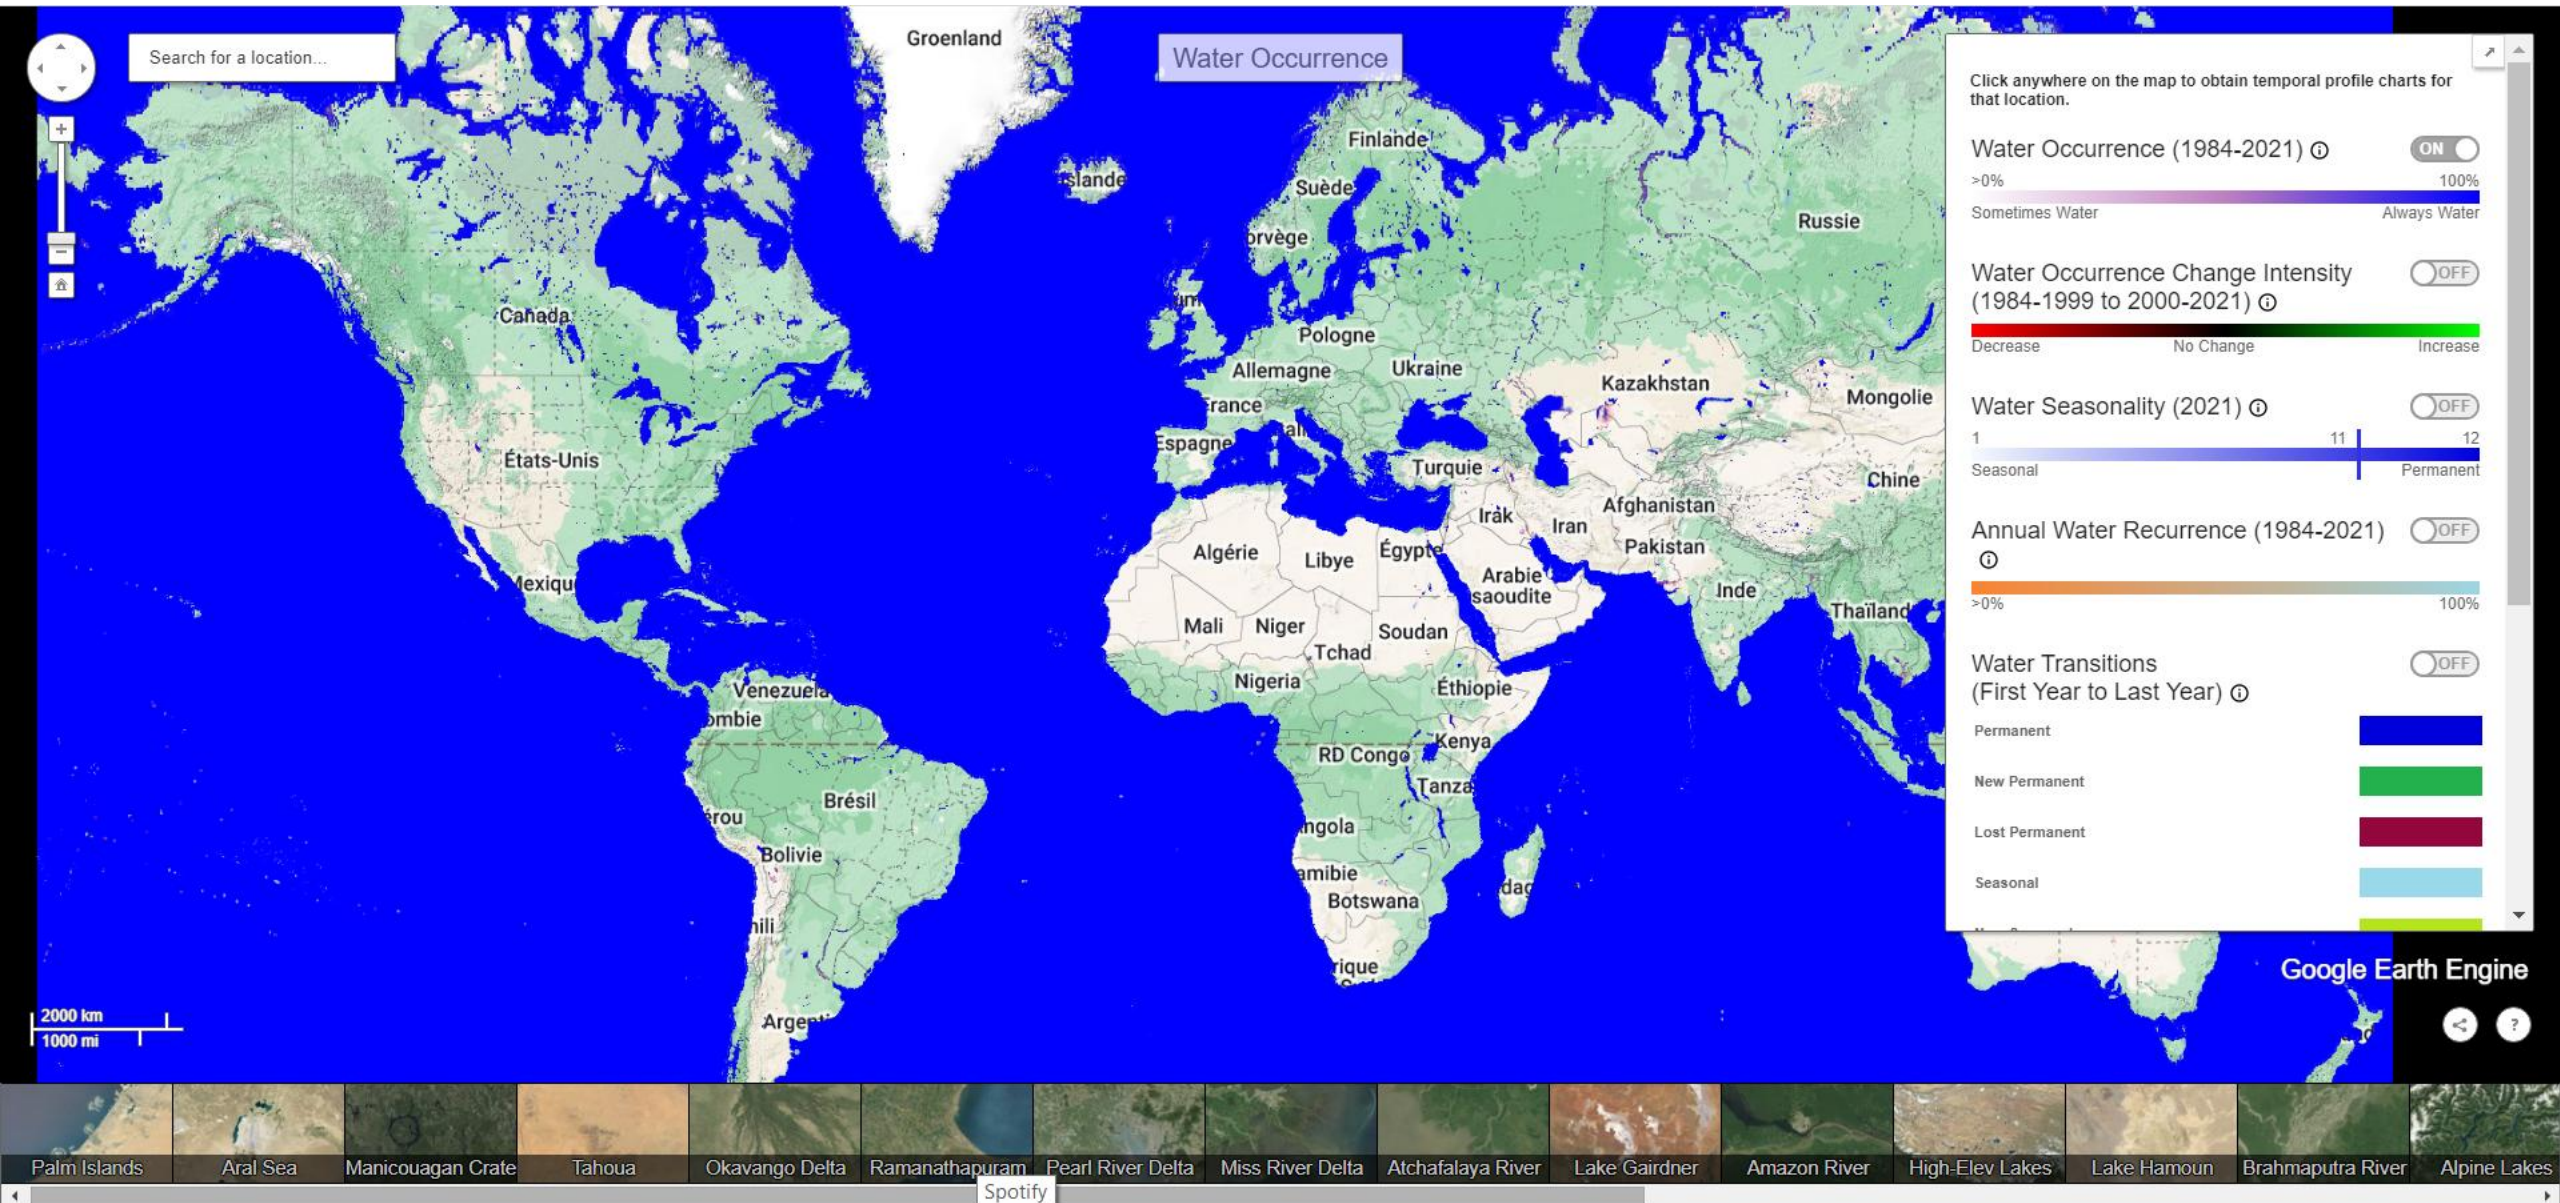 Search for a location...
Water Occurrence
Groenland
Finlande
slande
Suède
Russie
orvège
Canada
Pologne
Allemagne
Ukraine
Kazakhstan
Mongolie
France
Espagne
États-Unis
Turquie
Chine
Afghanistan
Irak
Iran
Pakistan
Algérie
Libye
Égypte
Arabie
saoudite
Inde
Mexiqu
Thaïland
Mali
Niger
Soudan
Tchad
Nigeria
Éthiopie
Venezuela
ombie
Kenya
RD Congo
Tanza
Brésil
érou
ngola
Bolivie
amibie
Botswana
dag
hili
rique
Argenti
2000 km
1000 mi
Click anywhere on the map to obtain temporal profile charts for
that location.
Water Occurrence (1984-2021)
ON
>0%
100%
Sometimes Water
Always Water
Water Occurrence Change Intensity
(1984-1999 to 2000-2021)
OFF
Decrease
No Change
Increase
Water Seasonality (2021)
OFF
1
11
12
Seasonal
Permanent
Annual Water Recurrence (1984-2021)
OFF
>0%
100%
Water Transitions
(First Year to Last Year)
OFF
Permanent
New Permanent
Lost Permanent
Seasonal
Google Earth Engine
?
Palm Islands
Aral Sea
Manicouagan Crate
Tahoua
Okavango Delta
Ramanathapuram
Pearl River Delta
Miss River Delta
Atchafalaya River
Lake Gairdner
Amazon River
High-Elev Lakes
Lake Hamoun
Brahmaputra River
Alpine Lakes
Spotify